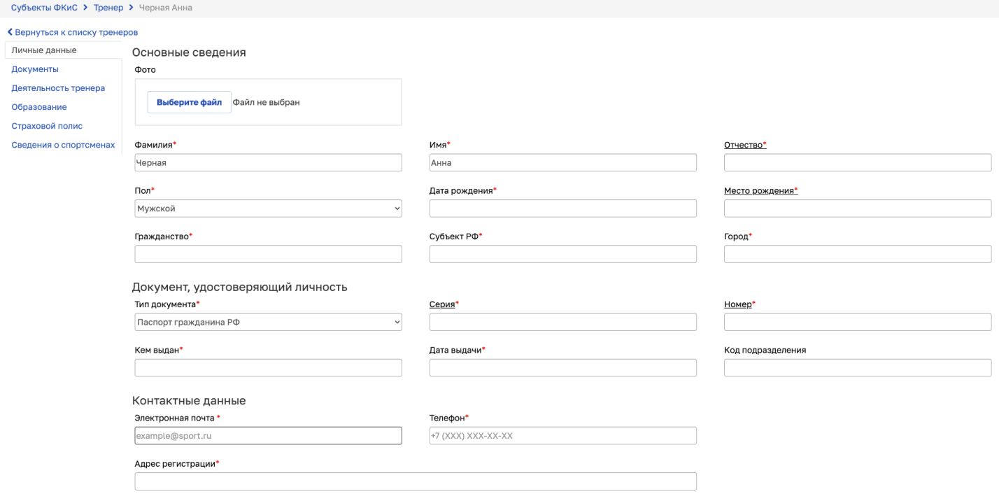 Субъекты ФКиС > Тренер > Черная Анна
Вернуться к списку тренеров
Личные данные
Документы
Деятельность тренера
Образование
Страховой полис
Сведения о спортсменах
Основные сведения
Фото
Выберите файл Файл не выбран
Фамилия* Имя* Отчество*
Черная Анна
Пол* Дата рождения* Место рождения*
Мужской
Гражданство* Субъект РФ* Город*
Документ, удостоверяющий личность
Тип документа* Серия* Номер*
Паспорт гражданина РФ
Кем выдан* Дата выдачи* Код подразделения
Контактные данные
Электронная почта * Телефон*
example@sport.ru +7 (XXX) XXX-XX-XX
Адрес регистрации*